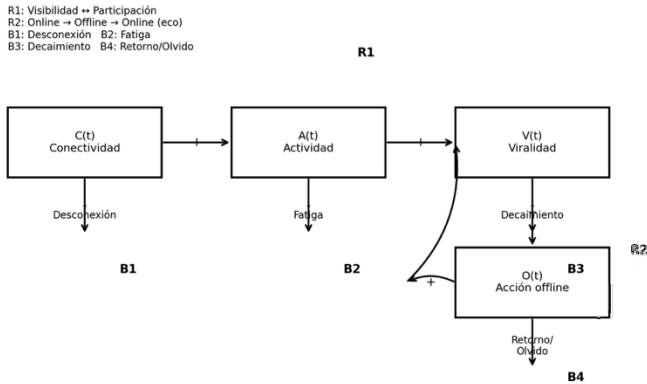 R1: Visibilidad ↔ Participación
R2: Online → Offline → Online (eco)
B1: Desconexión   B2: Fatiga
B3: Decaimiento   B4: Retorno/Olvido
R1
C(t)
Conectividad
A(t)
Actividad
V(t)
Viralidad
+
+
Desconexión
Fatiga
Decaimiento
B1
B2
B3
R2
O(t)
Acción offline
+
Retorno/
Olvido
B4